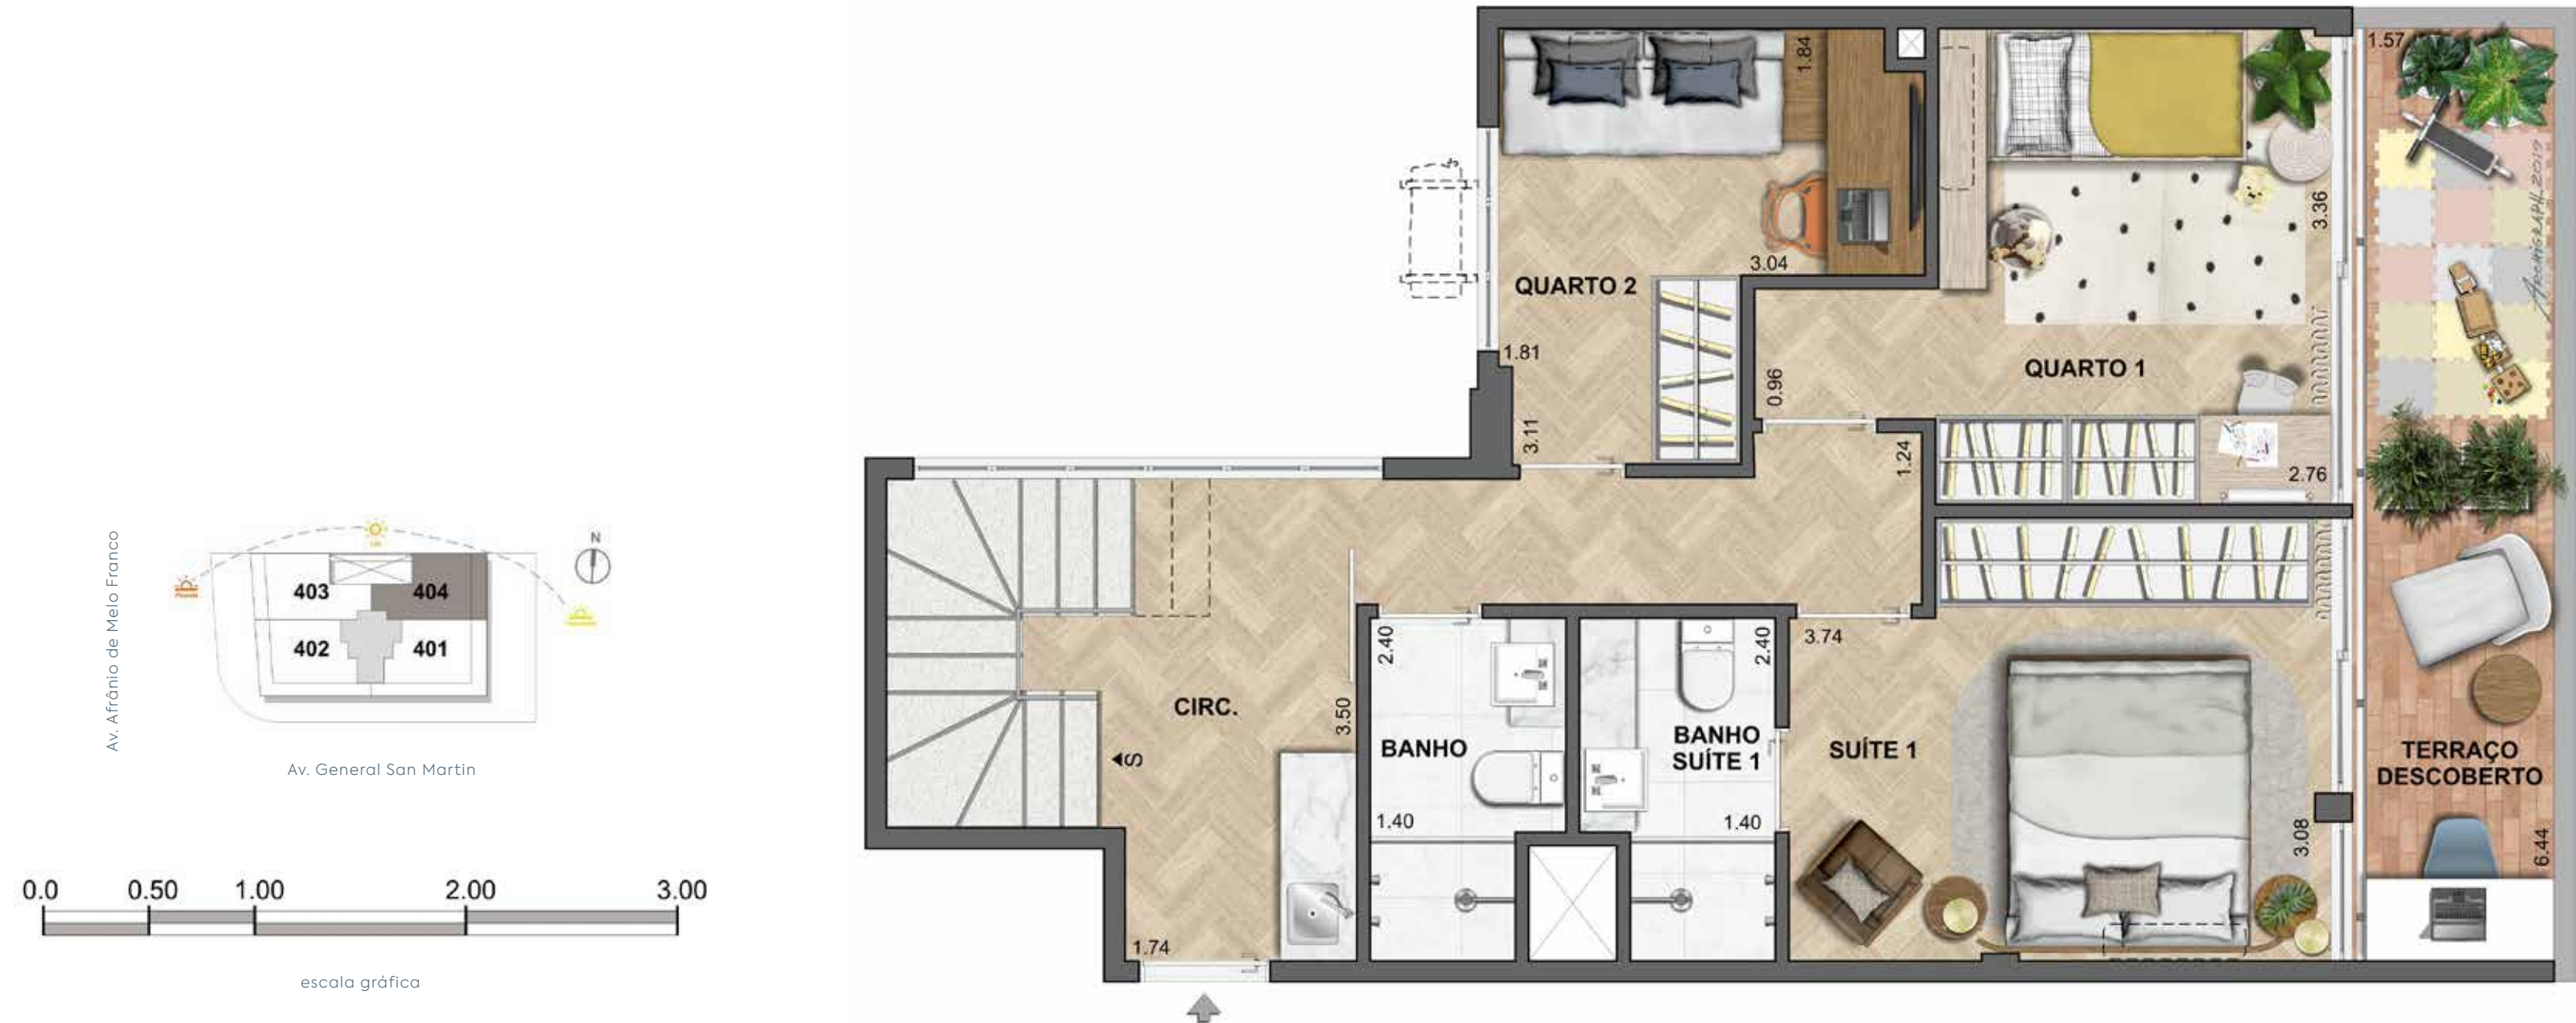 1.57
1.84
ARCHIGRAPH 2019
3.36
3.04
QUARTO 2
1.81
QUARTO 1
0.96
3.11
1.24
2.76
Av. Afrânio de Melo Franco
N
403
404
402
401
Av. General San Martin
2.40
2.40
3.74
CIRC.
3.50
BANHO
BANHO
SUÍTE 1
SUÍTE 1
TERRAÇO
DESCOBERTO
S
1.40
1.40
3.08
6.44
0.0 0.50 1.00 2.00 3.00
1.74
escala gráfica